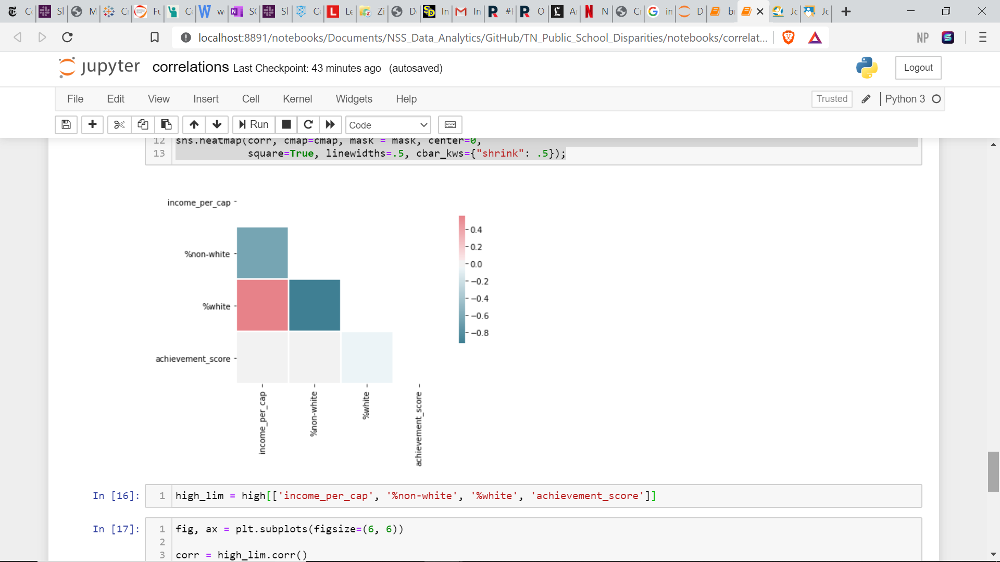 C Sl M C Fu C w SC Sl C Le Zi D In In #I O A N C in D b Jc Jc
localhost:8891/notebooks/Documents/NSS_Data_Analytics/GitHub/TN_Public_School_Disparities/notebooks/correlat...
NP
jupyter correlations Last Checkpoint: 43 minutes ago (autosaved)
Logout
File Edit View Insert Cell Kernel Widgets Help
Trusted Python 3
Run Code
12 sns.heatmap(corr, cmap=cmap, mask = mask, center=0,
13 square=True, linewidths=.5, cbar_kws={"shrink": .5});
income_per_cap
%non-white
%white
achievement_score
0.4
0.2
0.0
−0.2
−0.4
−0.6
−0.8
income_per_cap
%non-white
%white
achievement_score
In [16]: 1 high_lim = high[['income_per_cap', '%non-white', '%white', 'achievement_score']]
In [17]: 1 fig, ax = plt.subplots(figsize=(6, 6))
2
3 corr = high_lim.corr()